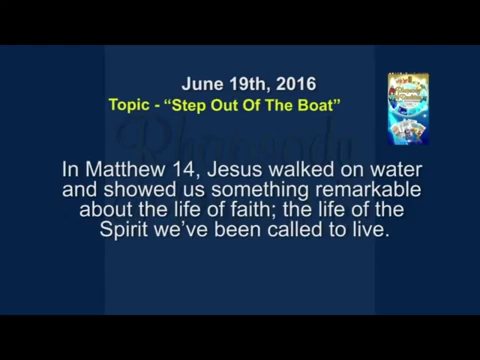 June 19th, 2016
Topic - “Step Out Of The Boat”
Rhapsody
In Matthew 14, Jesus walked on water
and showed us something remarkable
about the life of faith; the life of the
Spirit we’ve been called to live.